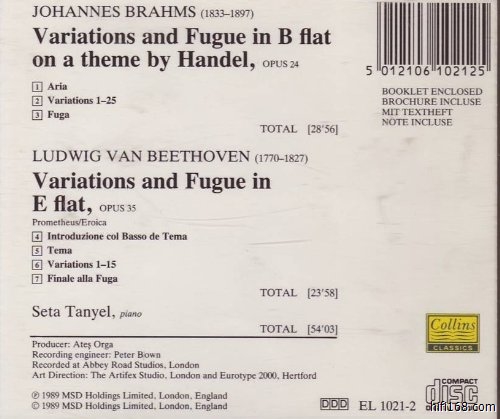 JOHANNES BRAHMS (1833–1897)
Variations and Fugue in B flat
on a theme by Handel, OPUS 24
1 Aria
2 Variations 1–25
3 Fuga
TOTAL [28'56]
5 012106 102125
BOOKLET ENCLOSED
BROCHURE INCLUSE
MIT TEXTHEFT
NOTE INCLUSE
LUDWIG VAN BEETHOVEN (1770–1827)
Variations and Fugue in
E flat, OPUS 35
Prometheus/Eroica
4 Introduzione col Basso de Tema
5 Tema
6 Variations 1–15
7 Finale alla Fuga
TOTAL [23'58]
Seta Tanyel, piano
TOTAL [54'03]
Collins
CLASSICS
Producer: Ateş Orga
Recording engineer: Peter Bown
Recorded at Abbey Road Studios, London
Art Direction: The Artifex Studio, London and Eurotype 2000, Hertford
℗ 1989 MSD Holdings Limited, London, England
© 1989 MSD Holdings Limited, London, England
DDD EL 1021-2
COMPACT
disc
hifi168.com